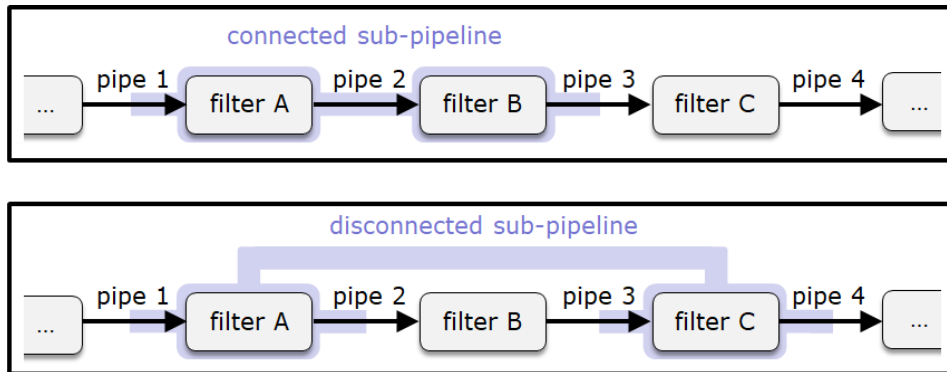 connected sub-pipeline
pipe 1 pipe 2 pipe 3 pipe 4
... filter A filter B filter C ...
disconnected sub-pipeline
pipe 1 pipe 2 pipe 3 pipe 4
... filter A filter B filter C ...